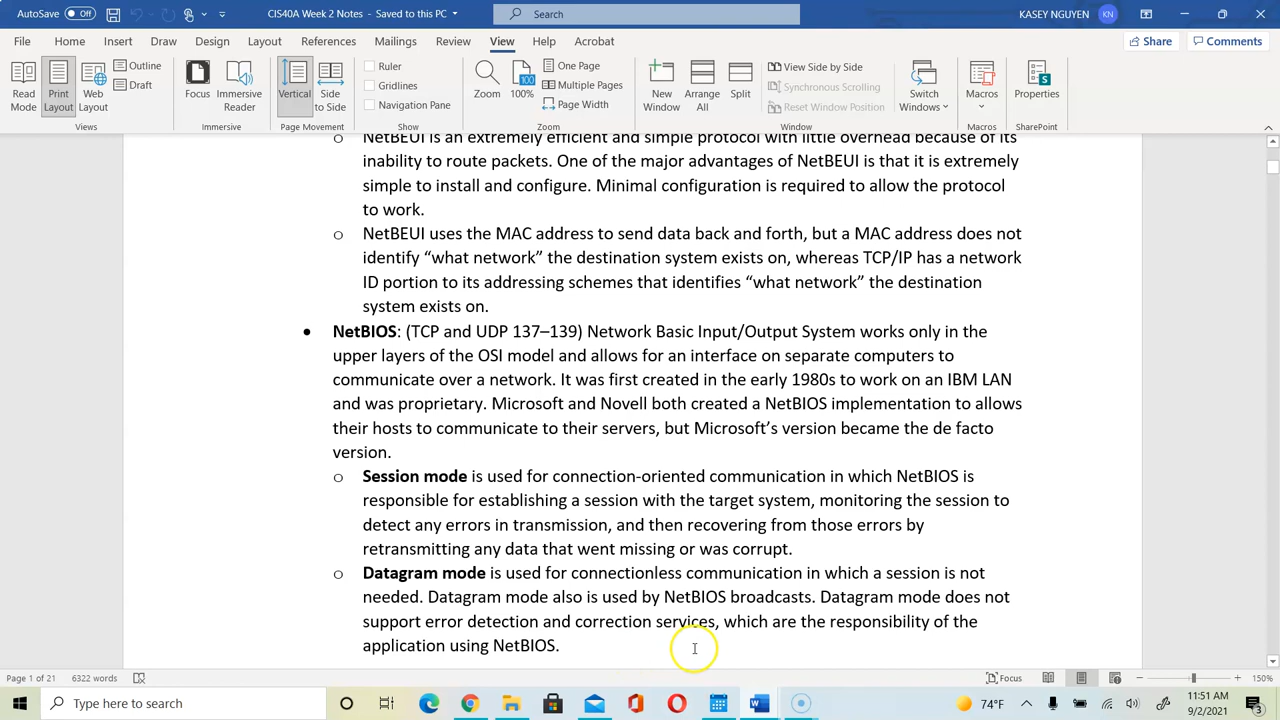 AutoSave Off CIS40A Lecture 10 • Saved to this PC Search KASEY NGUYEN KN
File Home Insert Draw Design Layout References Mailings Review View Help Acrobat Share Comments
Read Mode Print Layout Web Layout Outline Draft Focus Immersive Reader Vertical Side to Side Ruler Gridlines Navigation Pane Zoom 100% One Page Multiple Pages Page Width New Window Arrange All Split View Side by Side Synchronous Scrolling Reset Window Position Switch Windows Macros Properties
Views Immersive Page Movement Show Zoom Window Macros SharePoint
o NetBEUI is an extremely efficient and simple protocol with little overhead because of its
inability to route packets. One of the major advantages of NetBEUI is that it is extremely
simple to install and configure. Minimal configuration is required to allow the protocol
to work.
o NetBEUI uses the MAC address to send data back and forth, but a MAC address does not
identify “what network” the destination system exists on, whereas TCP/IP has a network
ID portion to its addressing schemes that identifies “what network” the destination
system exists on.
• NetBIOS: (TCP and UDP 137–139) Network Basic Input/Output System works only in the
upper layers of the OSI model and allows for an interface on separate computers to
communicate over a network. It was first created in the early 1980s to work on an IBM LAN
and was proprietary. Microsoft and Novell both created a NetBIOS implementation to allows
their hosts to communicate to their servers, but Microsoft’s version became the de facto
version.
o Session mode is used for connection-oriented communication in which NetBIOS is
responsible for establishing a session with the target system, monitoring the session to
detect any errors in transmission, and then recovering from those errors by
retransmitting any data that went missing or was corrupt.
o Datagram mode is used for connectionless communication in which a session is not
needed. Datagram mode also is used by NetBIOS broadcasts. Datagram mode does not
support error detection and correction services, which are the responsibility of the
application using NetBIOS.
Page 1 of 21 6322 words Focus 150%
Type here to search 74°F 11:51 AM
9/2/2021 3